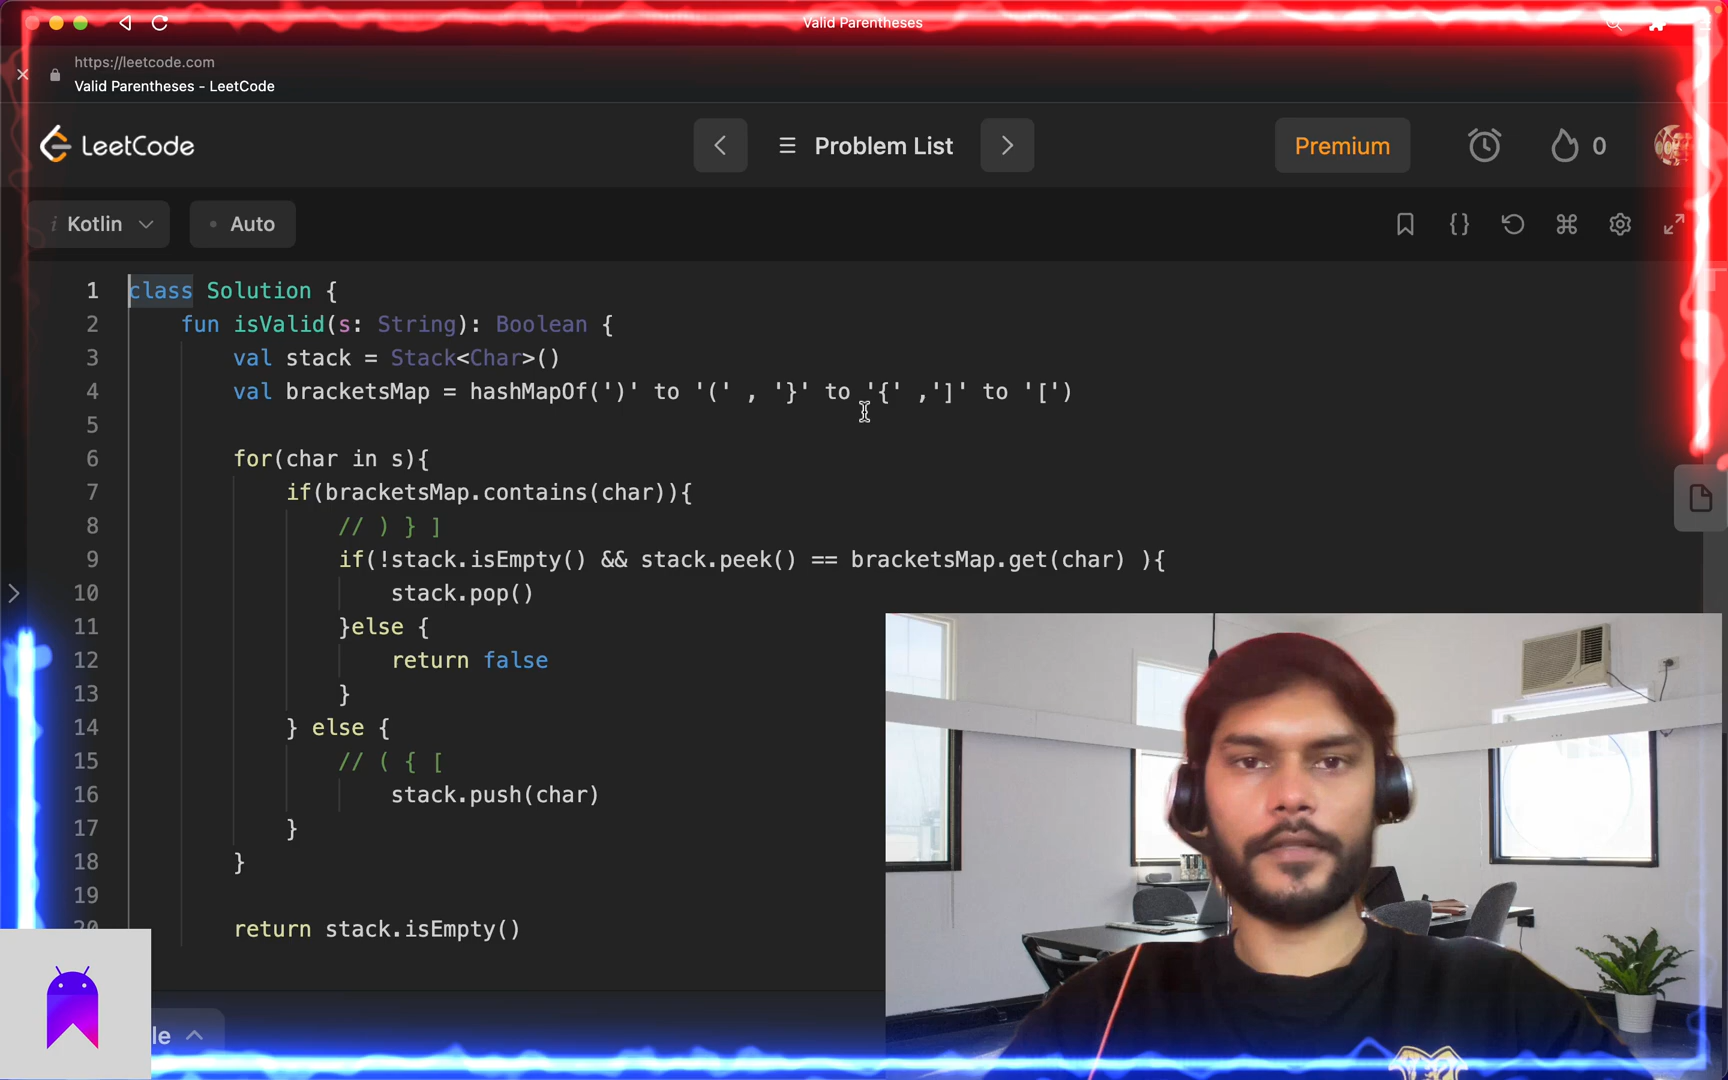 Valid Parentheses
https://leetcode.com
Valid Parentheses - LeetCode
LeetCode
Problem List
Premium
0
i Kotlin
Auto
1 class Solution {
2 fun isValid(s: String): Boolean {
3 val stack = Stack<Char>()
4 val bracketsMap = hashMapOf(')' to '(' , '}' to '{' ,']' to '[')
5
6 for(char in s){
7 if(bracketsMap.contains(char)){
8 // ) } ]
9 if(!stack.isEmpty() && stack.peek() == bracketsMap.get(char) ){
10 stack.pop()
11 }else {
12 return false
13 }
14 } else {
15 // ( { [
16 stack.push(char)
17 }
18 }
19
20 return stack.isEmpty()
le